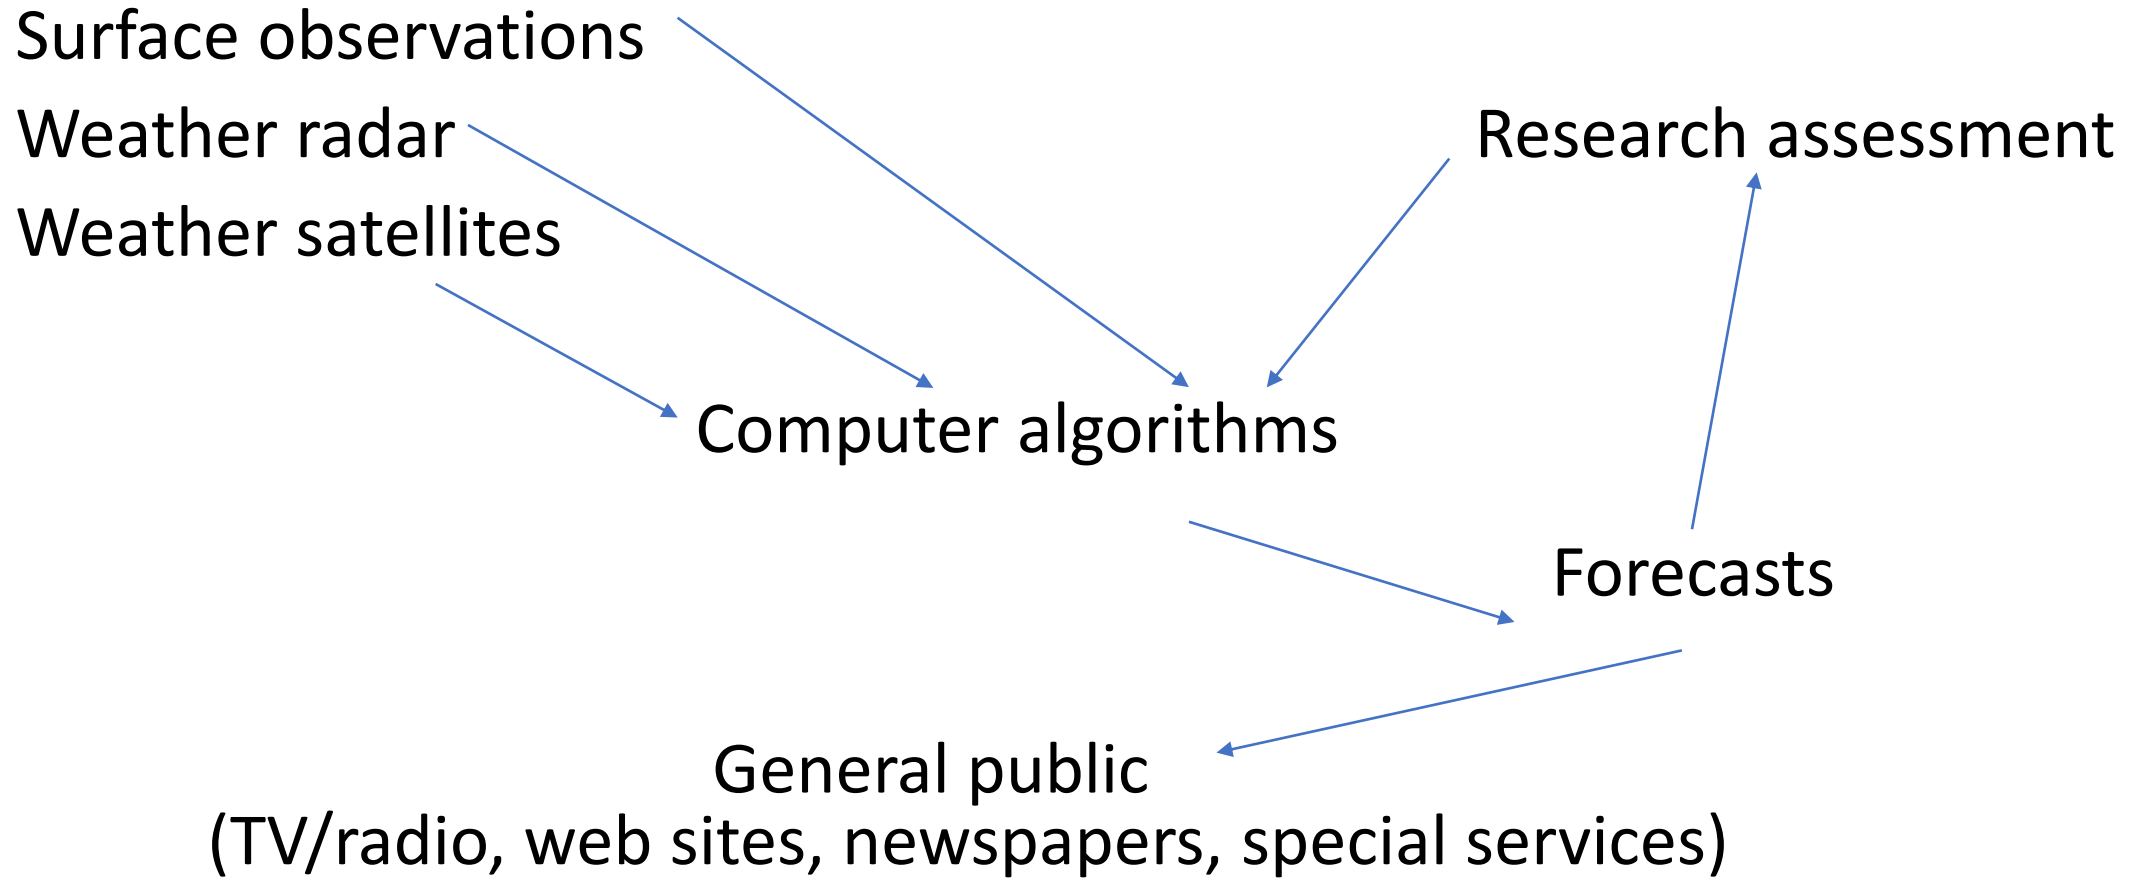 Surface observations
Weather radar
Research assessment
Weather satellites
Computer algorithms
Forecasts
General public
(TV/radio, web sites, newspapers, special services)